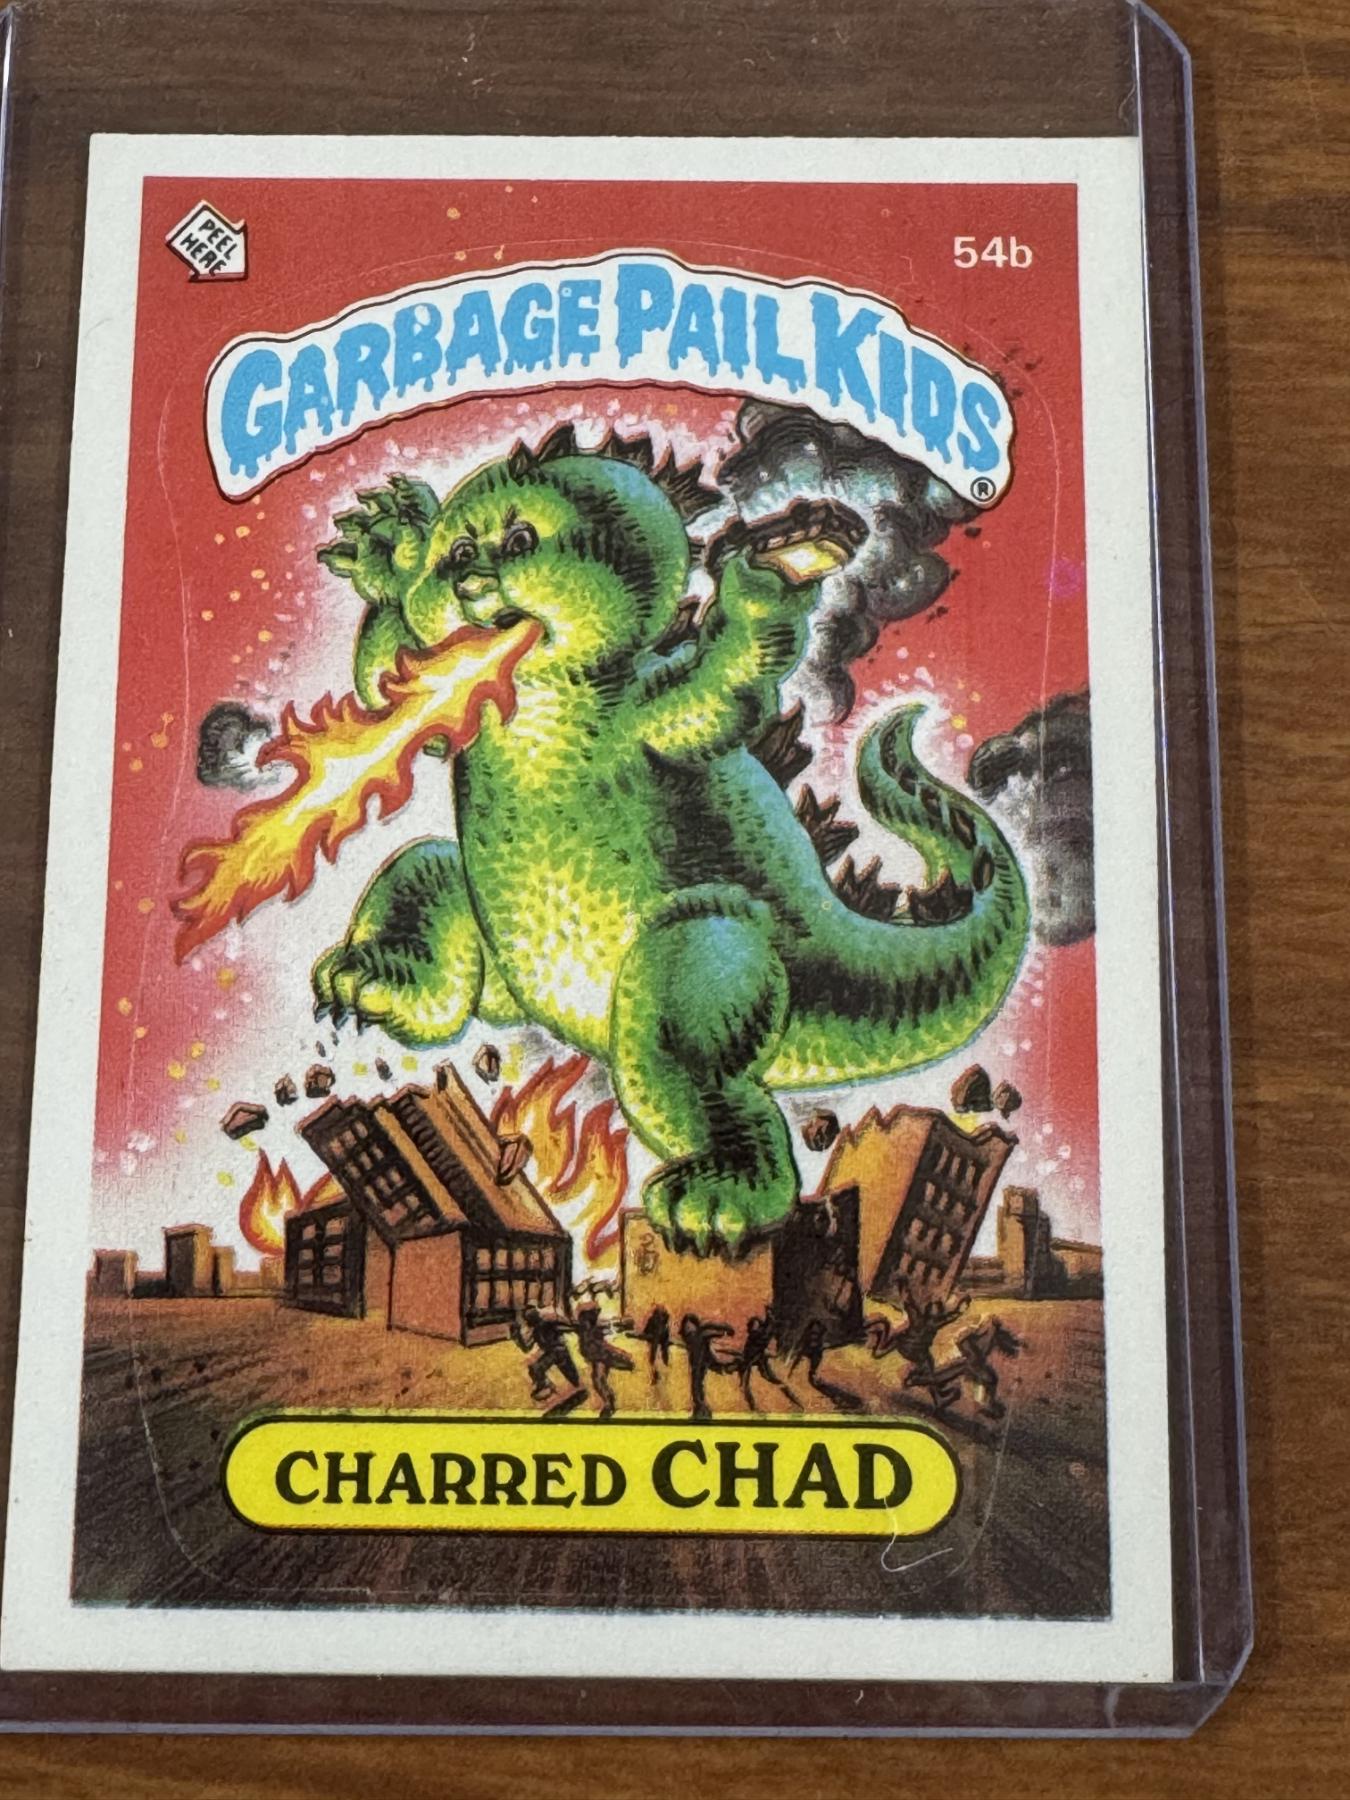 PEEL
HERE
54b
GARBAGE PAIL KIDS
®
CHARRED CHAD